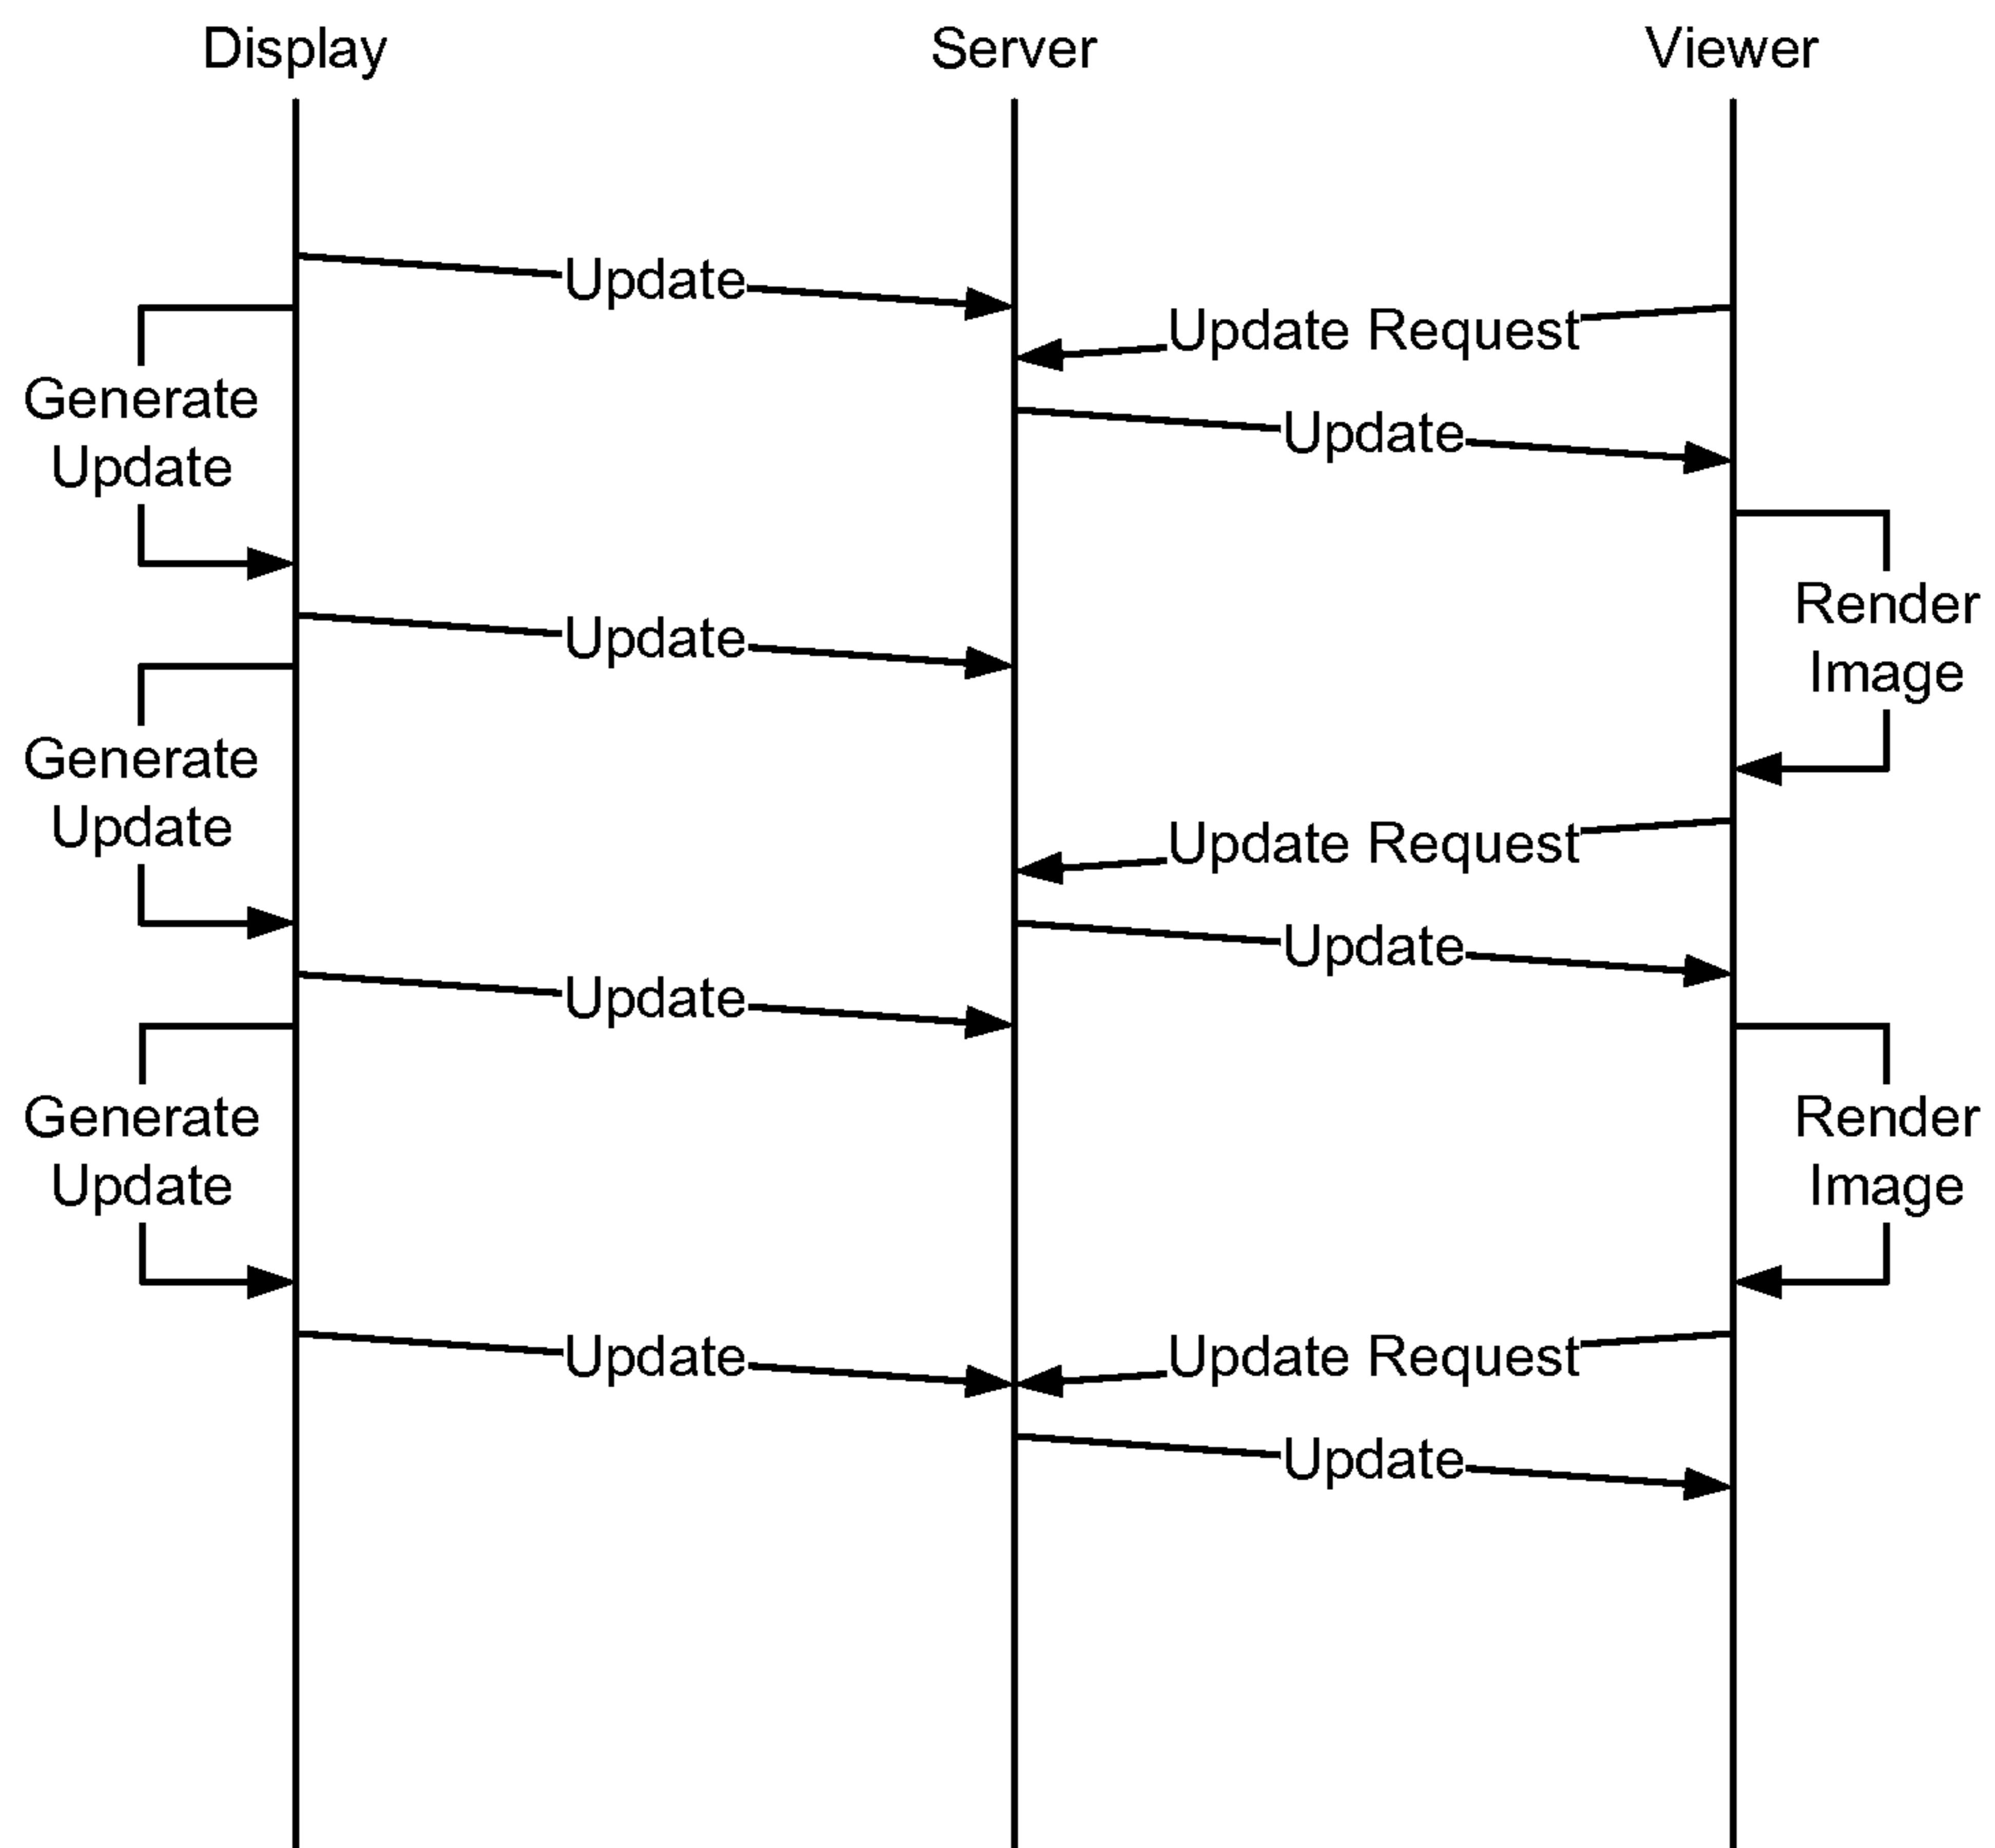 Display
Server
Viewer
Update
Update Request
Generate
Update
Update
Render
Image
Update
Generate
Update
Update Request
Update
Update
Generate
Update
Render
Image
Update
Update Request
Update